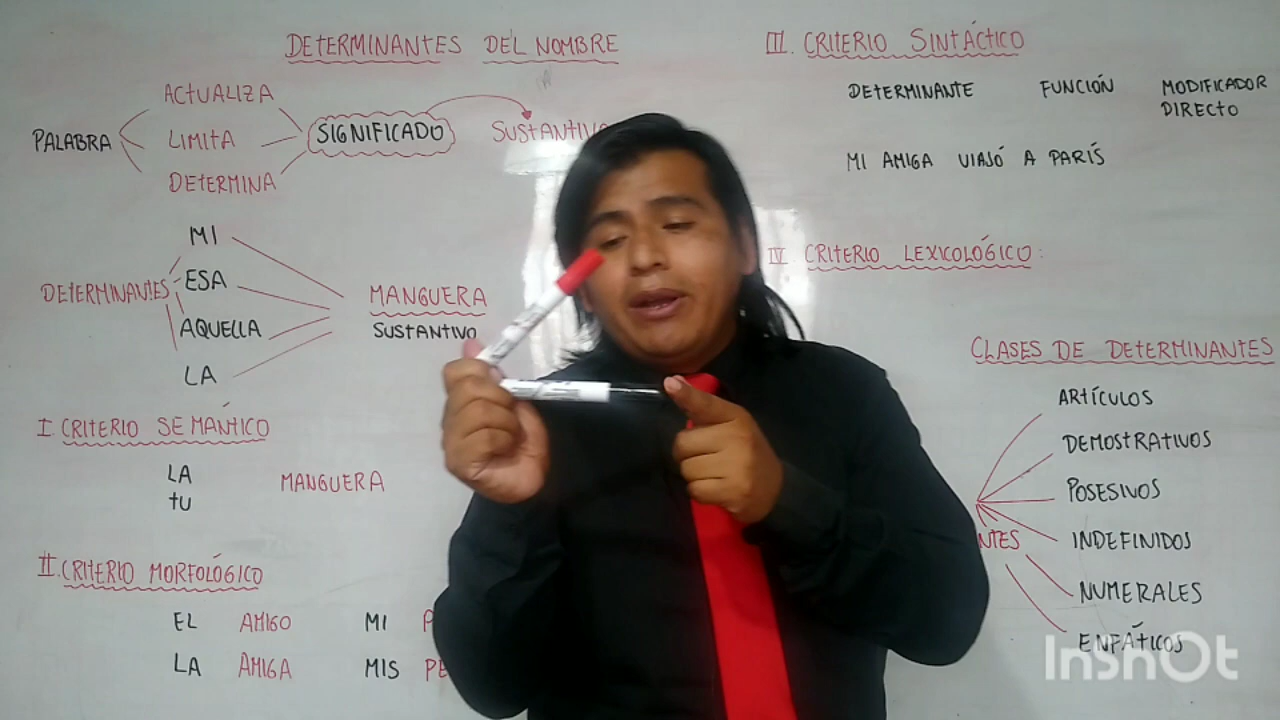 DETERMINANTES DEL NOMBRE
PALABRA
ACTUALIZA
LIMITA
DETERMINA
SIGNIFICADO
SUSTANTIVO
DETERMINANTES
MI
ESA
AQUELLA
LA
MANGUERA
SUSTANTIVO
I. CRITERIO SEMÁNTICO
LA
TU
MANGUERA
II. CRITERIO MORFOLÓGICO
EL AMIGO
LA AMIGA
MI
MIS
III. CRITERIO SINTÁCTICO
DETERMINANTE FUNCIÓN MODIFICADOR
DIRECTO
MI AMIGA VIAJÓ A PARÍS
IV CRITERIO LEXICOLÓGICO:
CLASES DE DETERMINANTES
ARTÍCULOS
DEMOSTRATIVOS
POSESIVOS
INDEFINIDOS
NUMERALES
ENFÁTICOS
InShOt